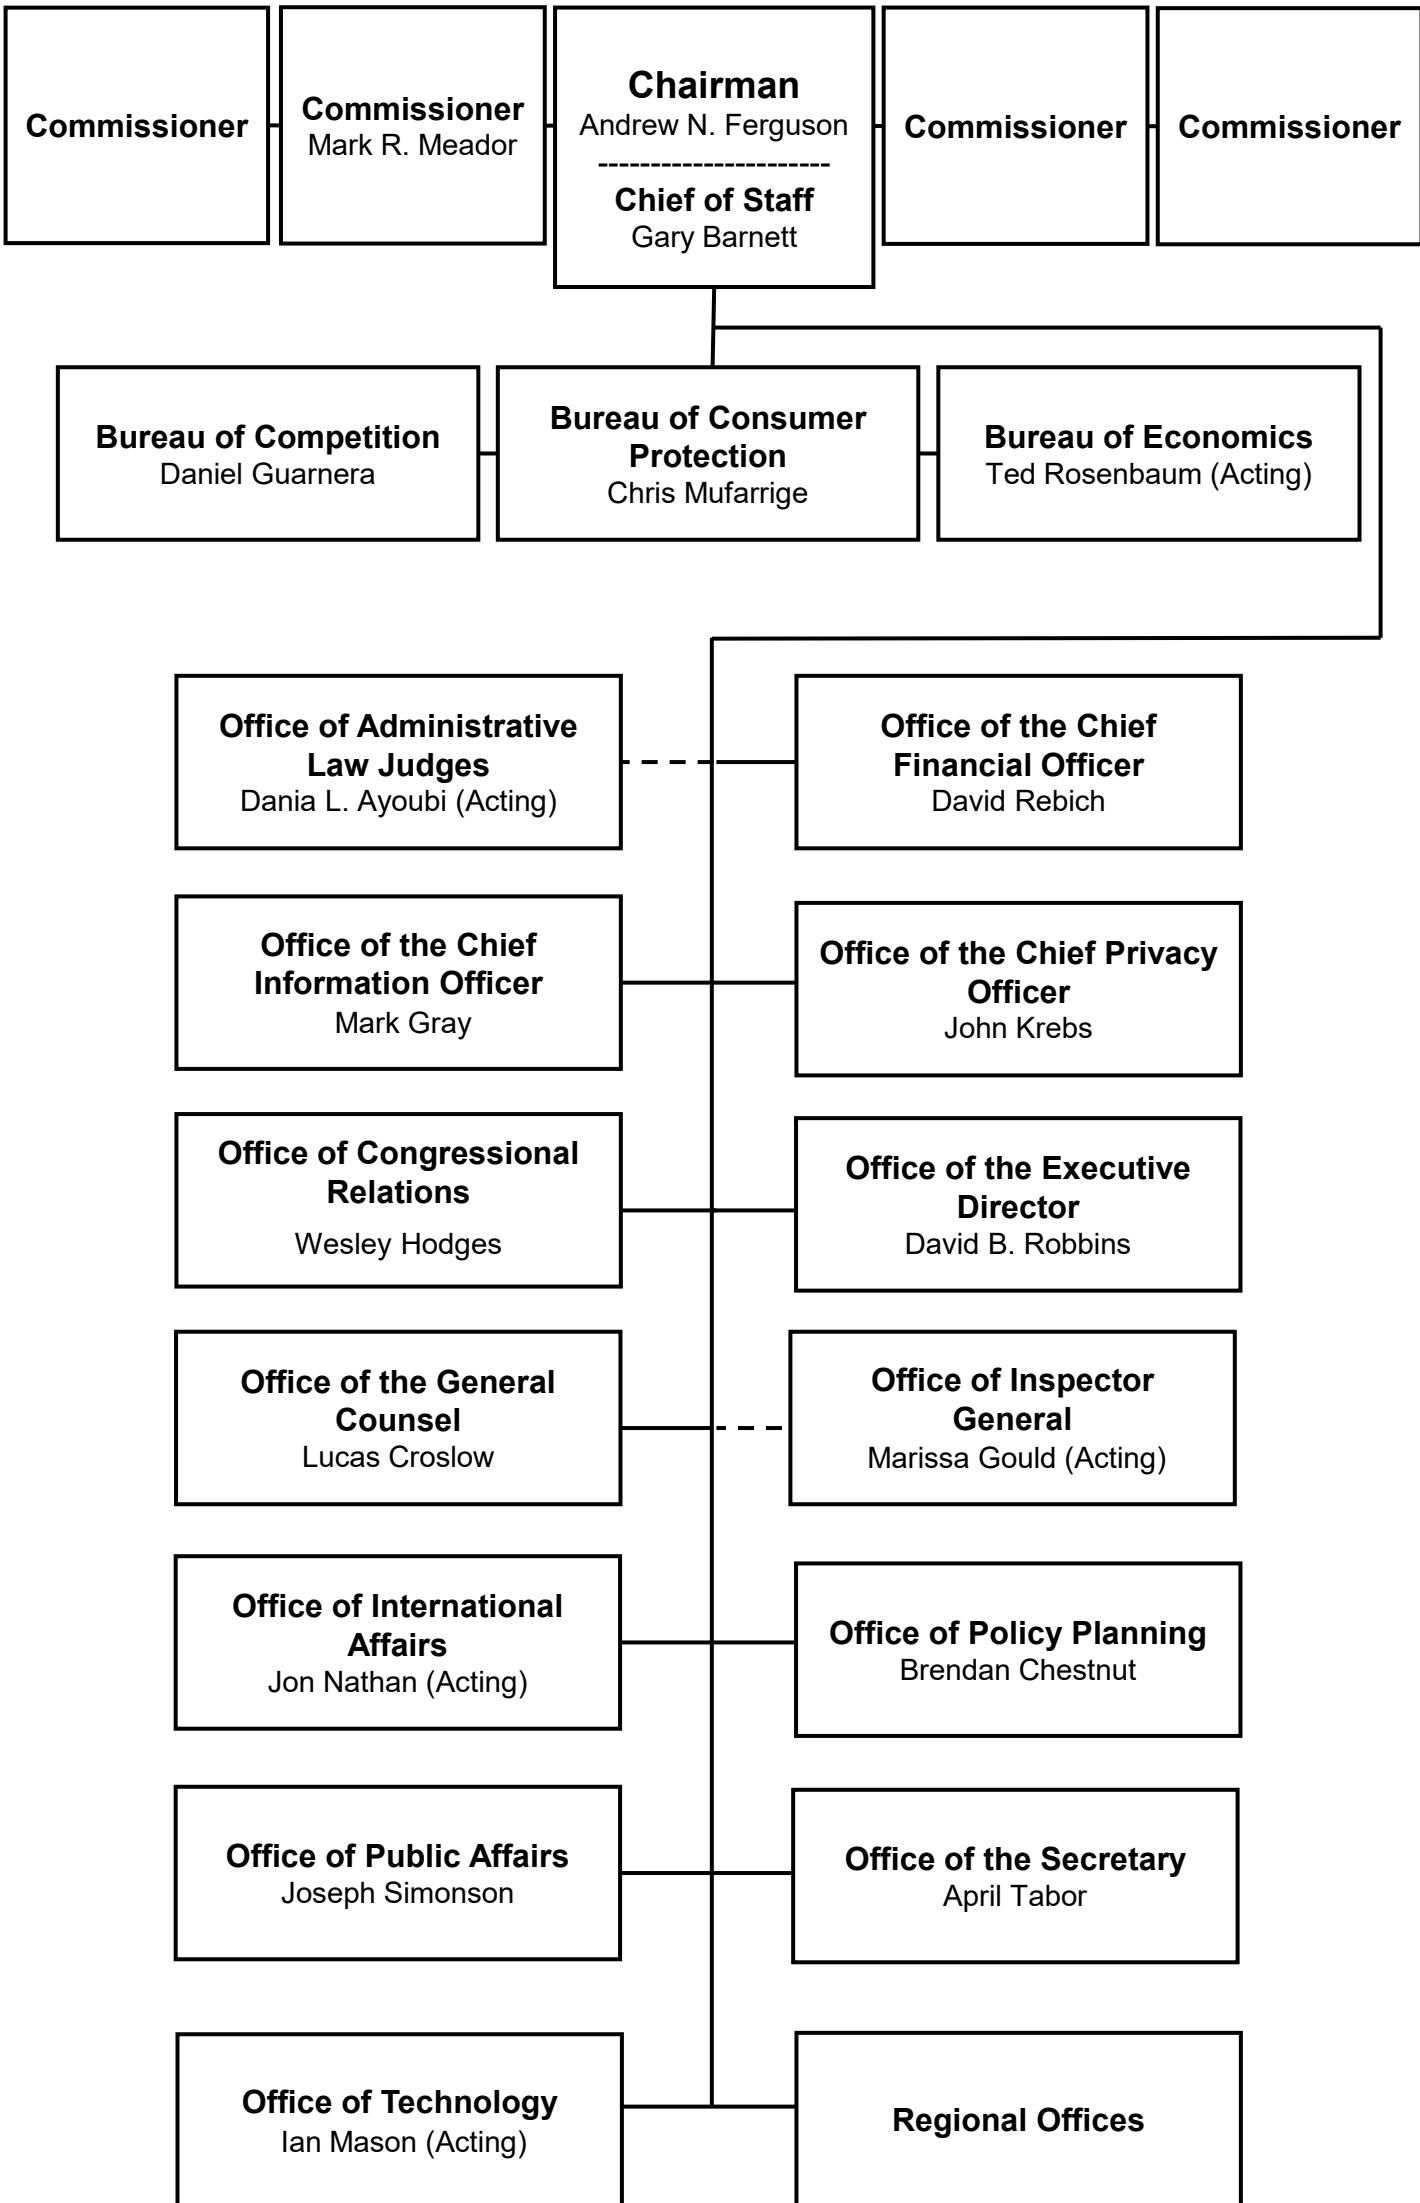 Commissioner
Commissioner
Mark R. Meador
Chairman
Andrew N. Ferguson
----------------------
Chief of Staff
Gary Barnett
Commissioner
Commissioner
Bureau of Competition
Daniel Guarnera
Bureau of Consumer
Protection
Chris Mufarrige
Bureau of Economics
Ted Rosenbaum (Acting)
Office of Administrative
Law Judges
Dania L. Ayoubi (Acting)
Office of the Chief
Financial Officer
David Rebich
Office of the Chief
Information Officer
Mark Gray
Office of the Chief Privacy
Officer
John Krebs
Office of Congressional
Relations
Wesley Hodges
Office of the Executive
Director
David B. Robbins
Office of the General
Counsel
Lucas Croslow
Office of Inspector
General
Marissa Gould (Acting)
Office of International
Affairs
Jon Nathan (Acting)
Office of Policy Planning
Brendan Chestnut
Office of Public Affairs
Joseph Simonson
Office of the Secretary
April Tabor
Office of Technology
Ian Mason (Acting)
Regional Offices